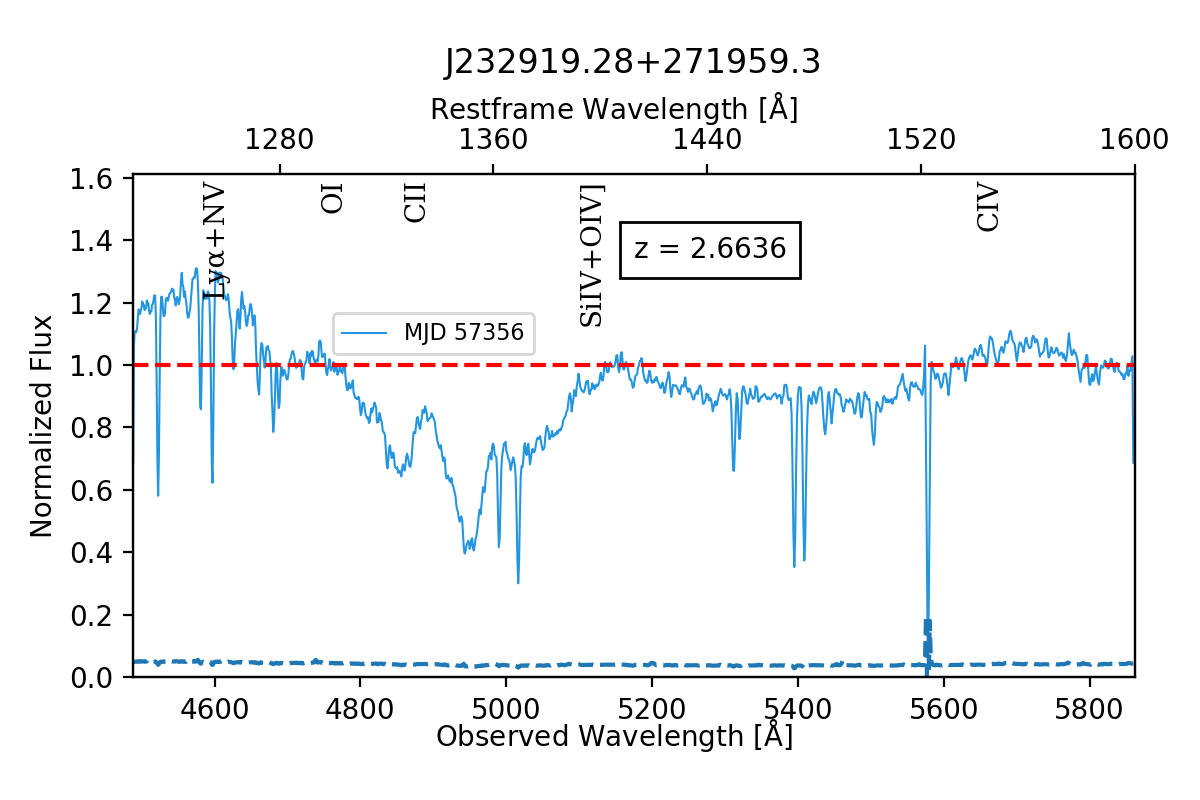 J232919.28+271959.3
Restframe Wavelength [Å]
1280 1360 1440 1520 1600
1.6
1.4
1.2
1.0
0.8
0.6
0.4
0.2
0.0
Normalized Flux
Lyα+NV
OI
CII
SiIV+OIV]
CIV
z = 2.6636
MJD 57356
4600 4800 5000 5200 5400 5600 5800
Observed Wavelength [Å]